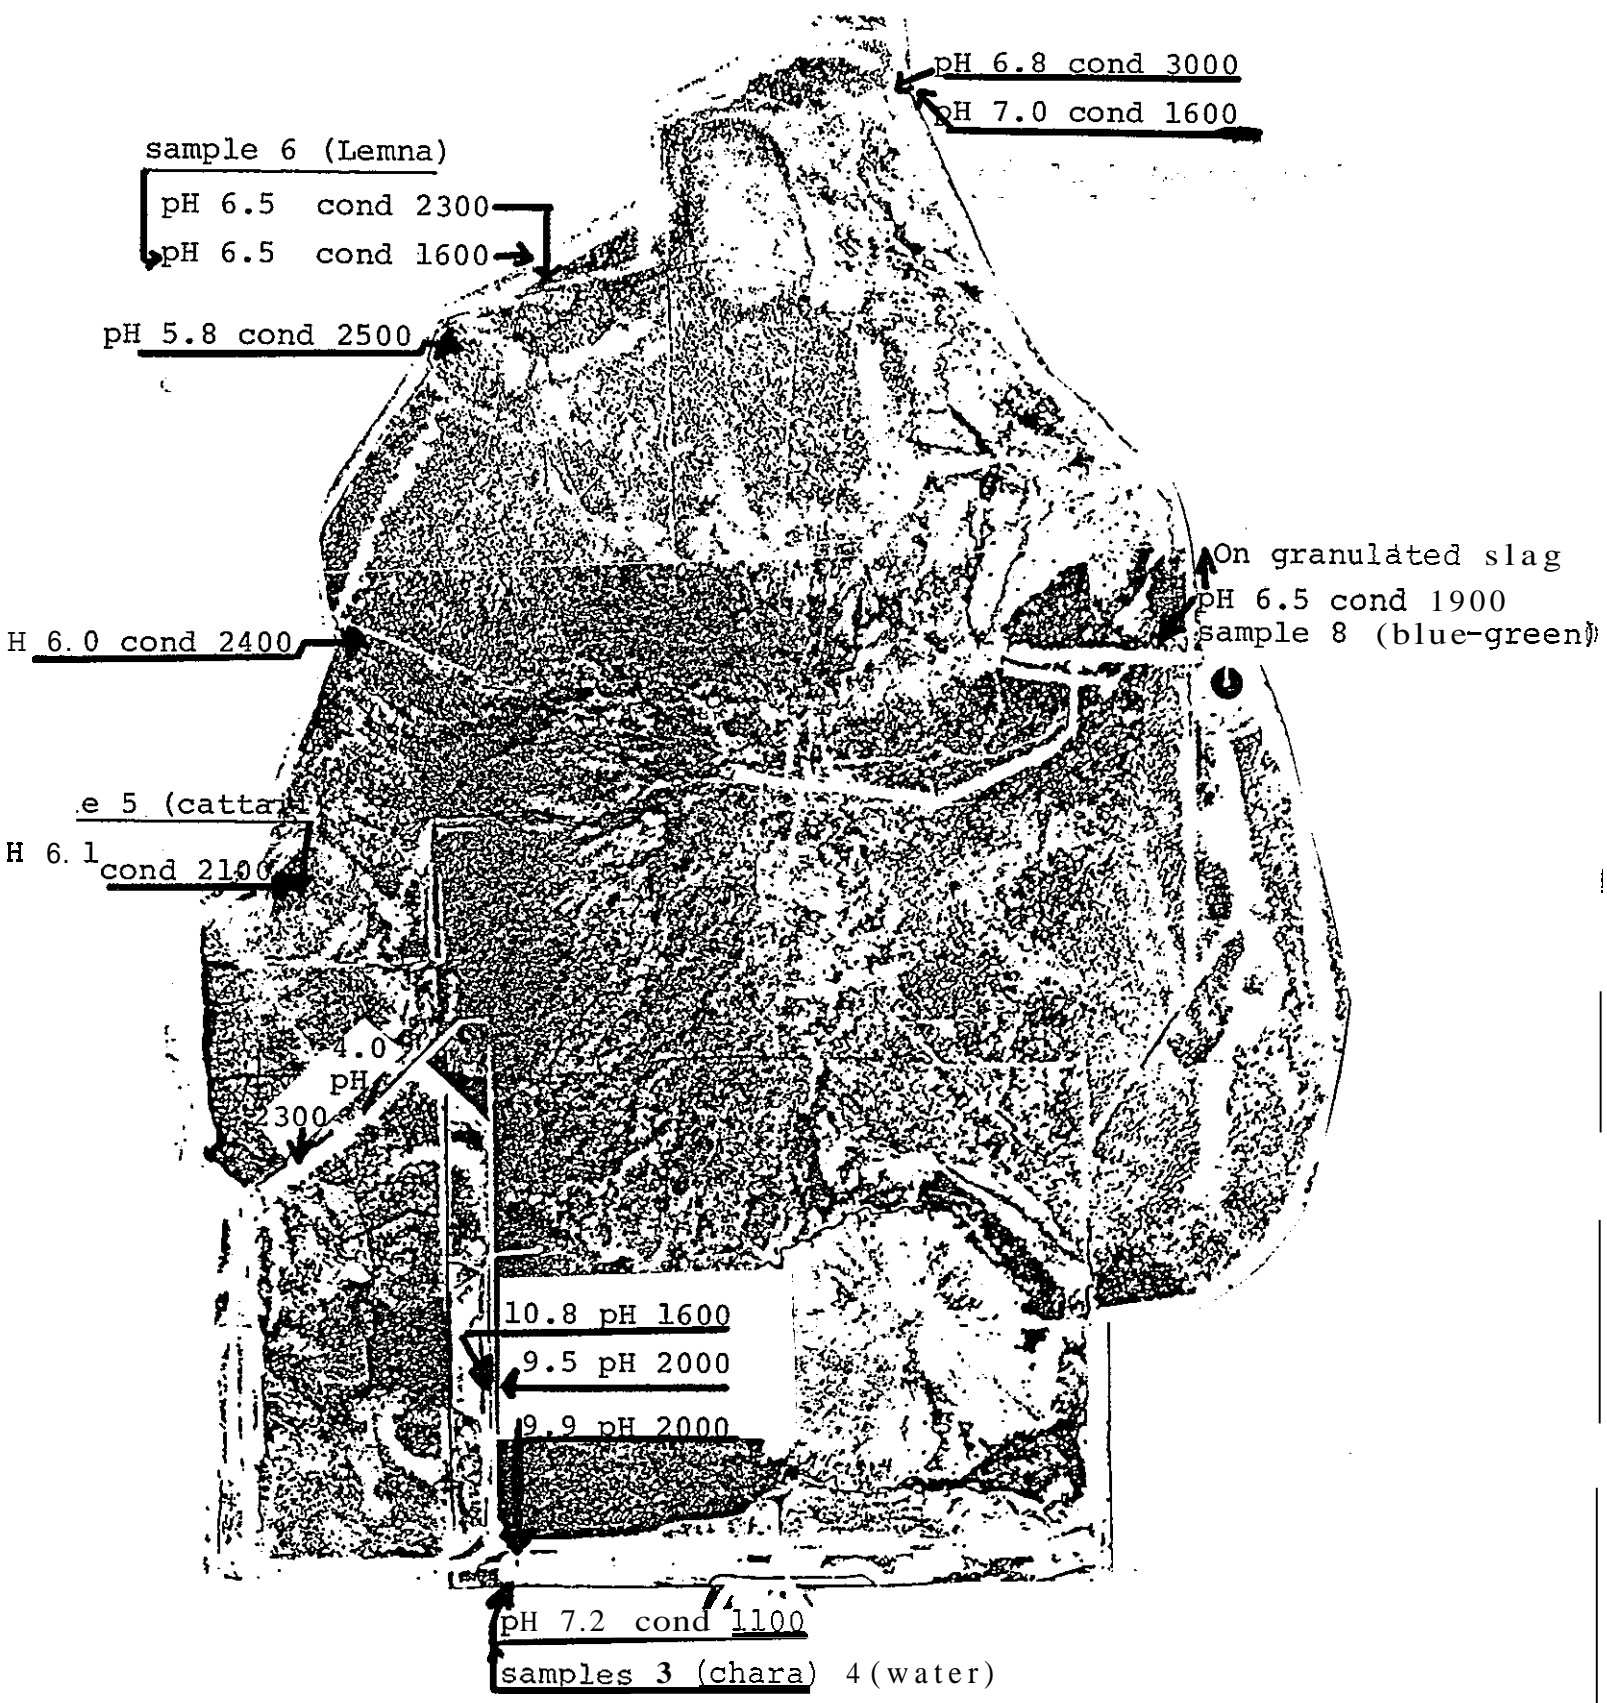 pH 6.8 cond 3000
pH 7.0 cond 1600
sample 6 (Lemna)
pH 6.5 cond 2300
pH 6.5 cond 1600
pH 5.8 cond 2500
On granulated slag
pH 6.5 cond 1900
sample 8 (blue-green)
H 6.0 cond 2400
e 5 (cattai
H 6.1
cond 2100
4.0
pH
2300
10.8 pH 1600
9.5 pH 2000
9.9 pH 2000
pH 7.2 cond 1100
samples 3 (chara) 4 (water)